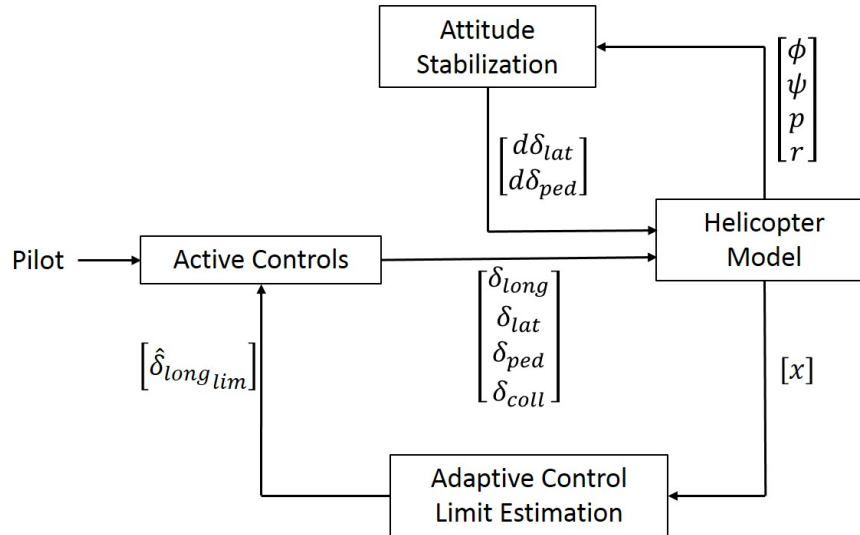 Attitude
Stabilization
[ϕ
ψ
p
r]
[dδ_lat
dδ_ped]
Helicopter
Model
Pilot
Active Controls
[δ_long
δ_lat
δ_ped
δ_coll]
[δ̂_long_lim]
[x]
Adaptive Control
Limit Estimation